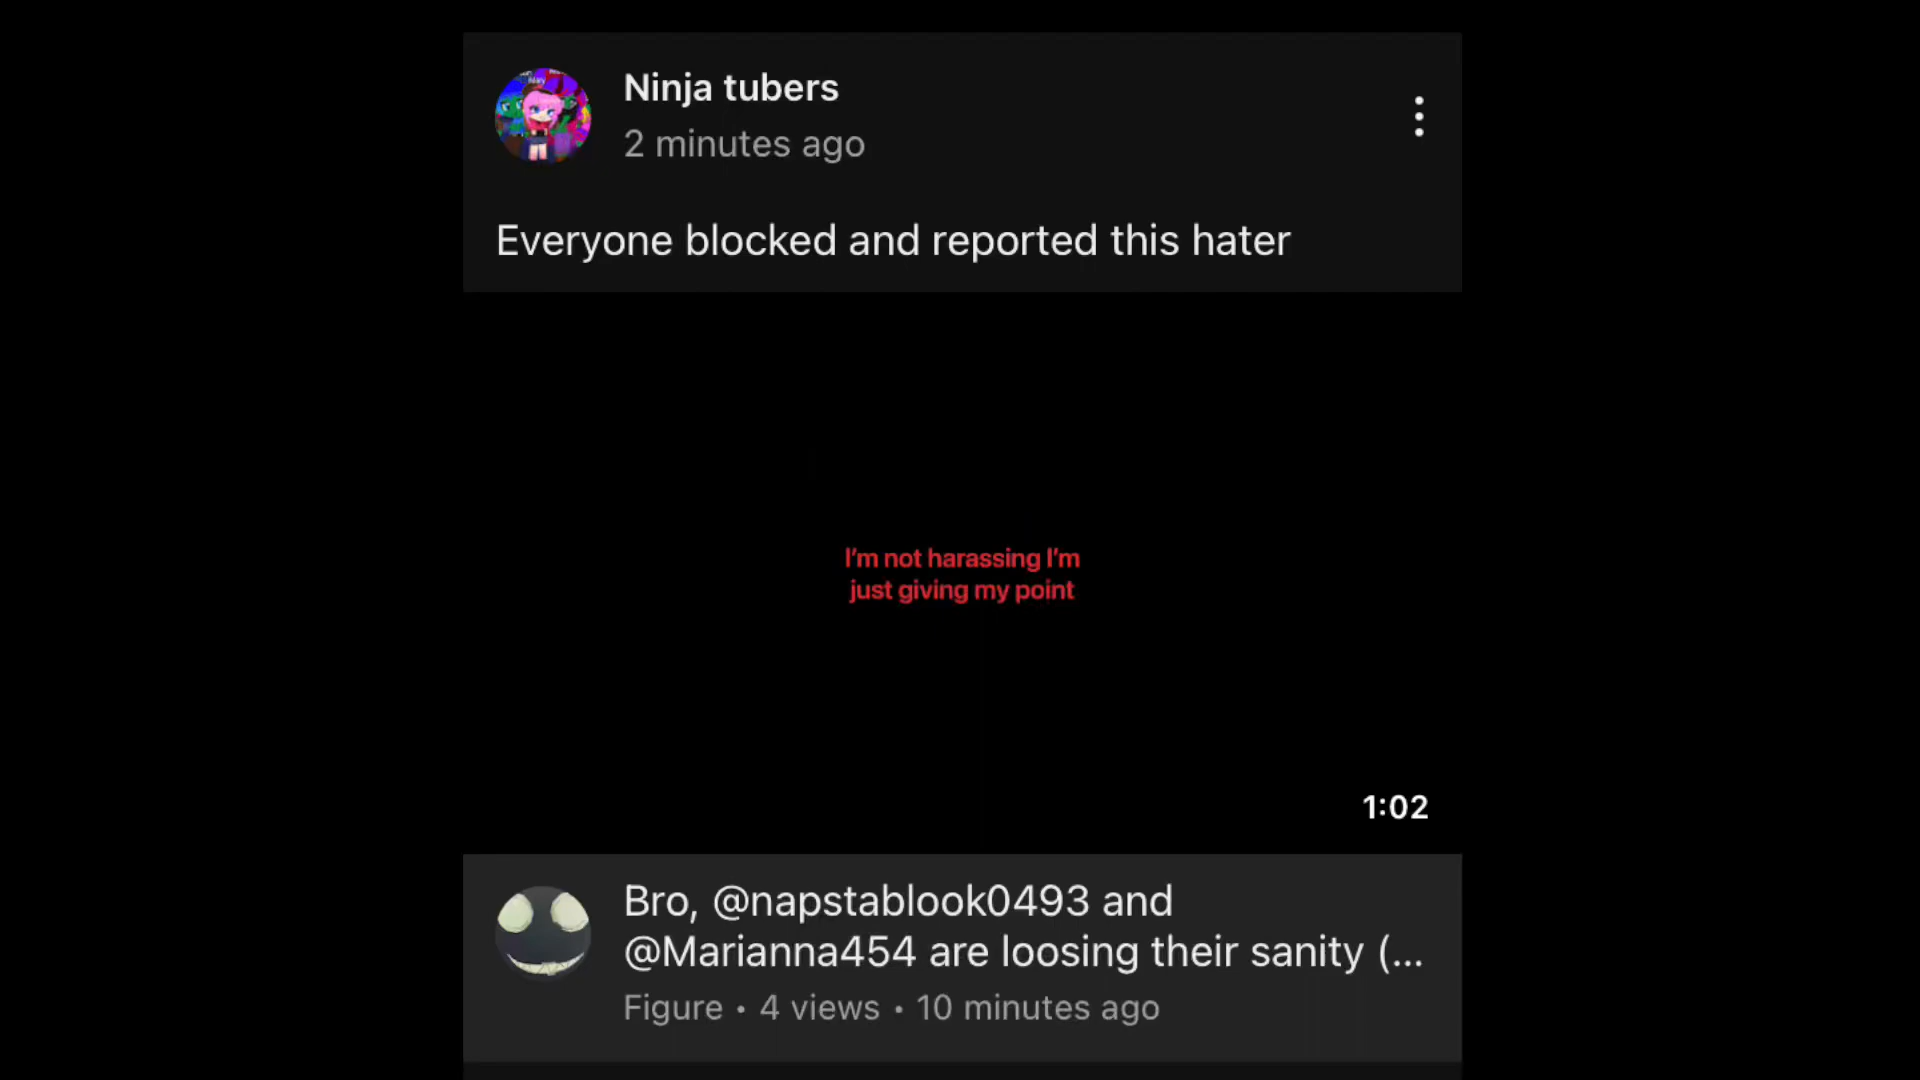 Ninja tubers
2 minutes ago
Everyone blocked and reported this hater
I'm not harassing I'm
just giving my point
1:02
Bro, @napstablook0493 and
@Marianna454 are loosing their sanity (...
Figure • 4 views • 10 minutes ago